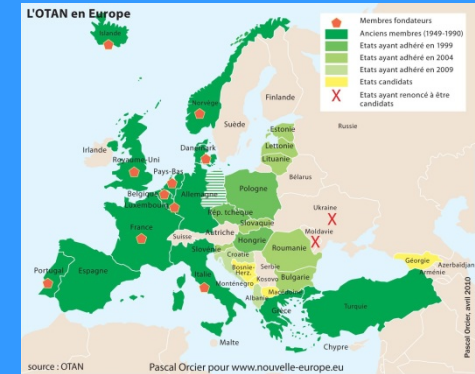 L'OTAN en Europe
Membres fondateurs
Anciens membres (1949-1990)
Etats ayant adhéré en 1999
Etats ayant adhéré en 2004
Etats ayant adhéré en 2009
Etats candidats
Etats ayant renoncé à être
candidats
Islande
Norvège
Finlande
Suède
Russie
Estonie
Lettonie
Lituanie
Danemark
Irlande
Royaume-Uni
Pays-Bas
Bélarus
Belgique
Allemagne
Pologne
Luxembourg
Ukraine
Rép. tchèque
Slovaquie
Moldavie
France
Suisse
Autriche
Hongrie
Roumanie
Slovénie
Croatie
Italie
Bosnie-
Herz.
Serbie
Géorgie
Azerbaïdjan
Arménie
Portugal
Espagne
Monténégro
Kosovo
Bulgarie
Albanie
Macédoine
Grèce
Turquie
Malte
Chypre
source : OTAN
Pascal Orcier pour www.nouvelle-europe.eu
Pascal Orcier, avril 2010